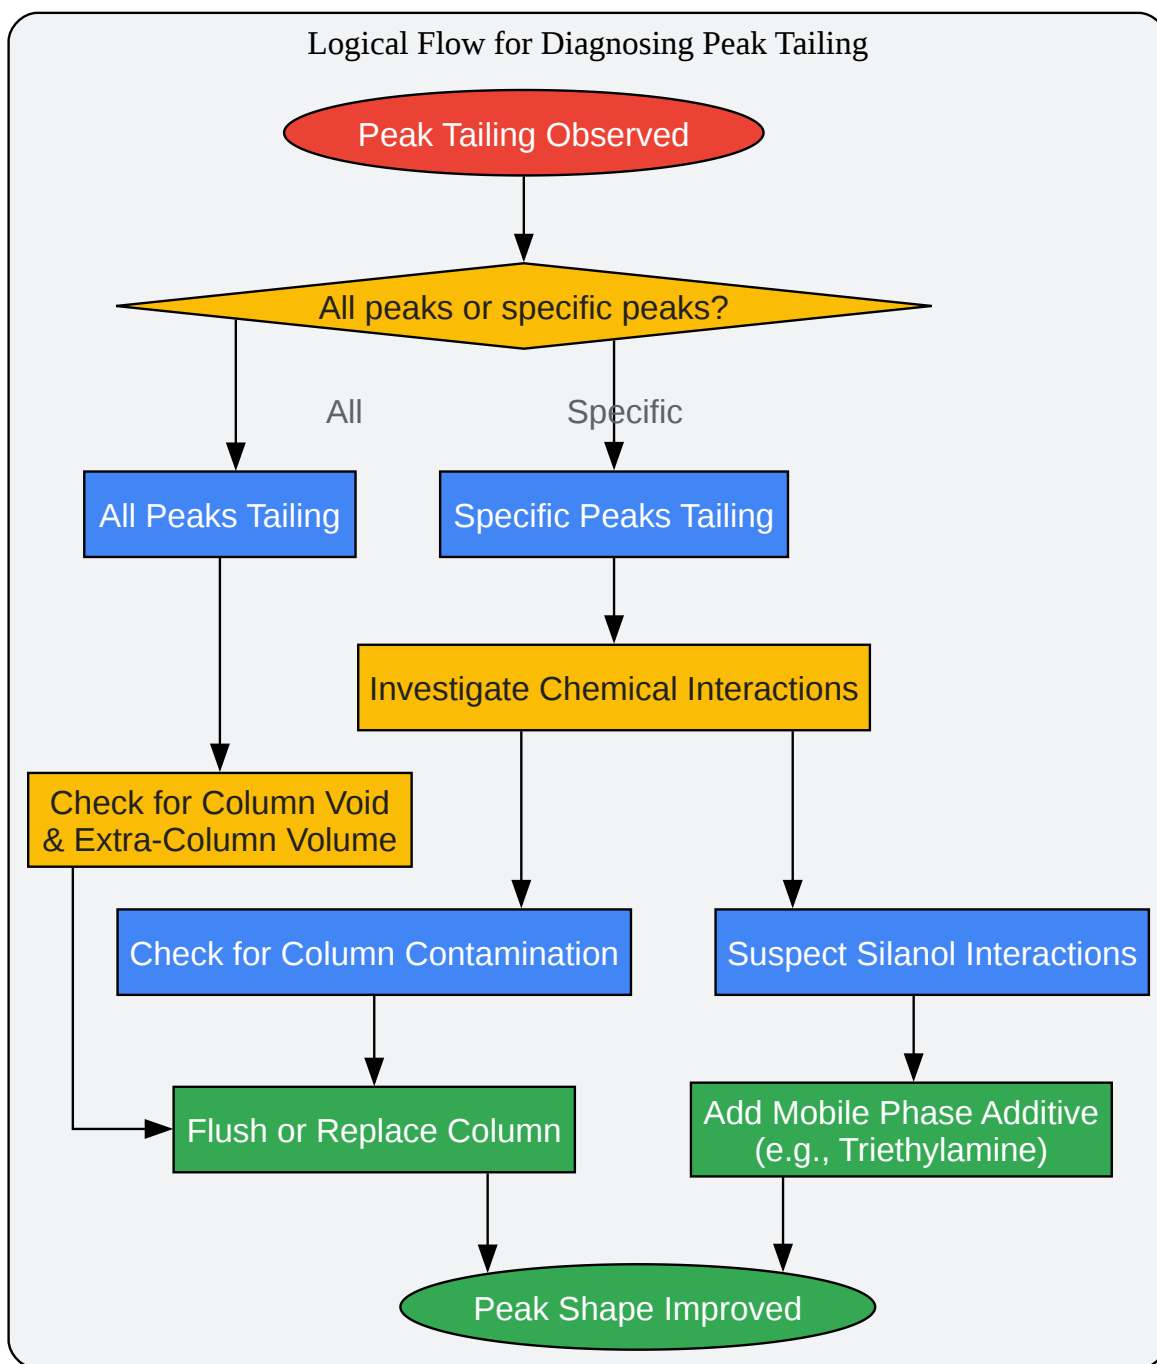 Logical Flow for Diagnosing Peak Tailing
Peak Tailing Observed
All peaks or specific peaks?
All
Specific
All Peaks Tailing
Specific Peaks Tailing
Investigate Chemical Interactions
Check for Column Void
& Extra-Column Volume
Check for Column Contamination
Suspect Silanol Interactions
Flush or Replace Column
Add Mobile Phase Additive
(e.g., Triethylamine)
Peak Shape Improved